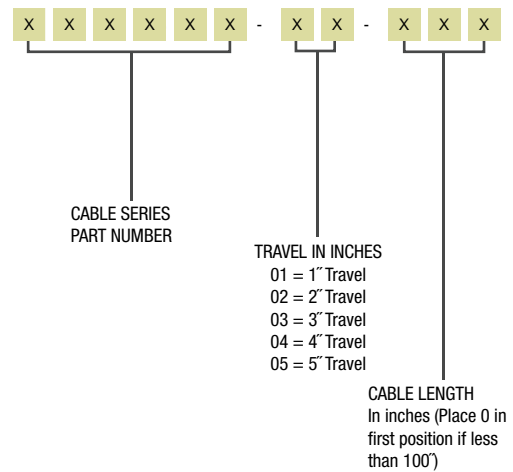 X X X X X X - X X - X X X
CABLE SERIES
PART NUMBER
TRAVEL IN INCHES
01 = 1˝ Travel
02 = 2˝ Travel
03 = 3˝ Travel
04 = 4˝ Travel
05 = 5˝ Travel
CABLE LENGTH
In inches (Place 0 in
first position if less
than 100˝)